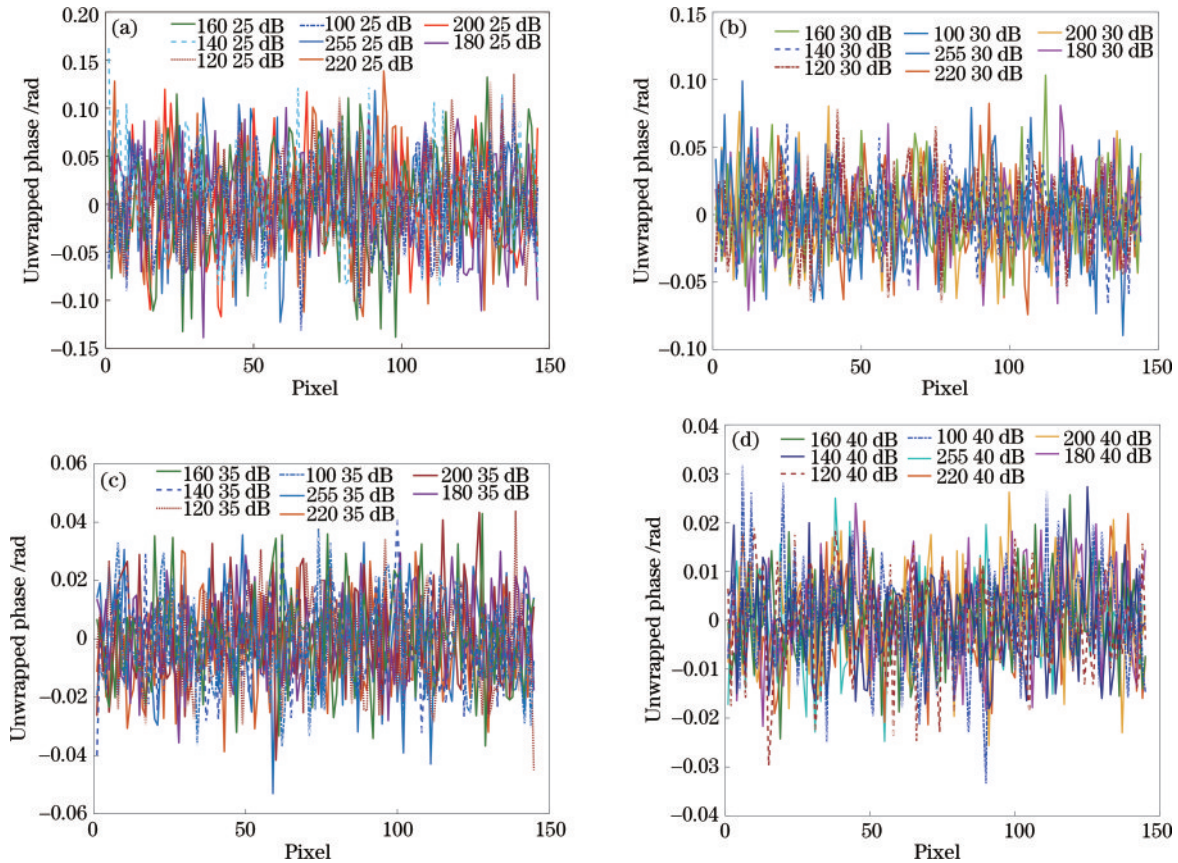 (a)
160 25 dB 100 25 dB 200 25 dB
140 25 dB 255 25 dB 180 25 dB
120 25 dB 220 25 dB
0.20
0.15
0.10
0.05
0
−0.05
−0.10
−0.15
Unwrapped phase /rad
0 50 100 150
Pixel
(b)
160 30 dB 100 30 dB 200 30 dB
140 30 dB 255 30 dB 180 30 dB
120 30 dB 220 30 dB
0.15
0.10
0.05
0
−0.05
−0.10
Unwrapped phase /rad
0 50 100 150
Pixel
(c)
160 35 dB 100 35 dB 200 35 dB
140 35 dB 255 35 dB 180 35 dB
120 35 dB 220 35 dB
0.06
0.04
0.02
0
−0.02
−0.04
−0.06
Unwrapped phase /rad
0 50 100 150
Pixel
(d)
160 40 dB 100 40 dB 200 40 dB
140 40 dB 255 40 dB 180 40 dB
120 40 dB 220 40 dB
0.04
0.03
0.02
0.01
0
−0.01
−0.02
−0.03
−0.04
Unwrapped phase /rad
0 50 100 150
Pixel